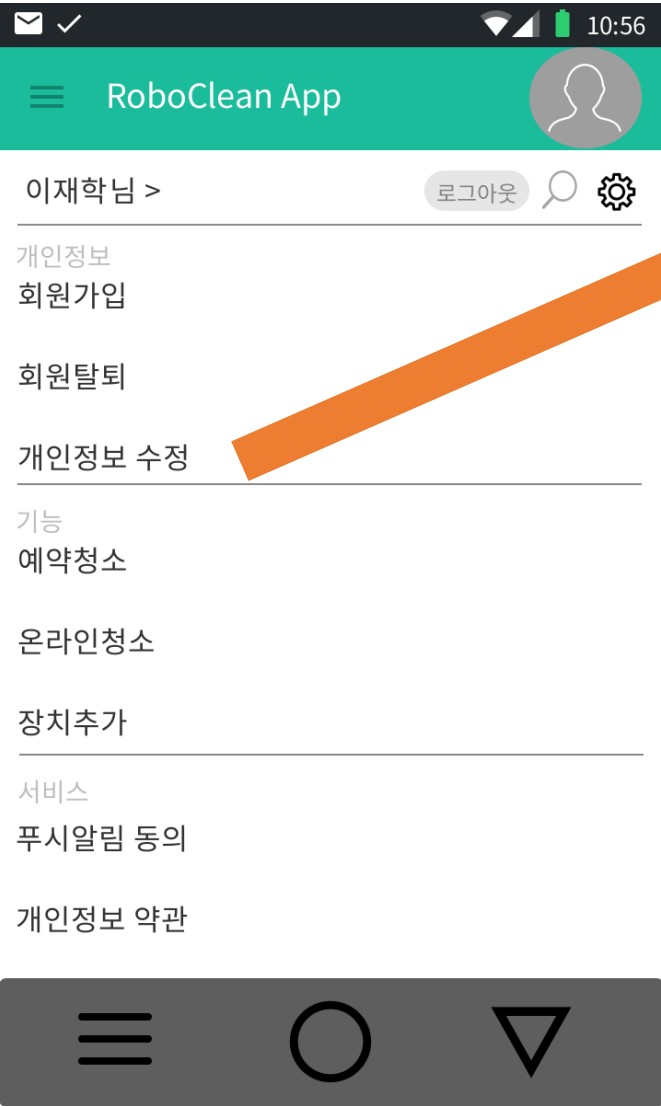 10:56
RoboClean App
이재학님 >
로그아웃
개인정보
회원가입
회원탈퇴
개인정보 수정
기능
예약청소
온라인청소
장치추가
서비스
푸시알림 동의
개인정보 약관